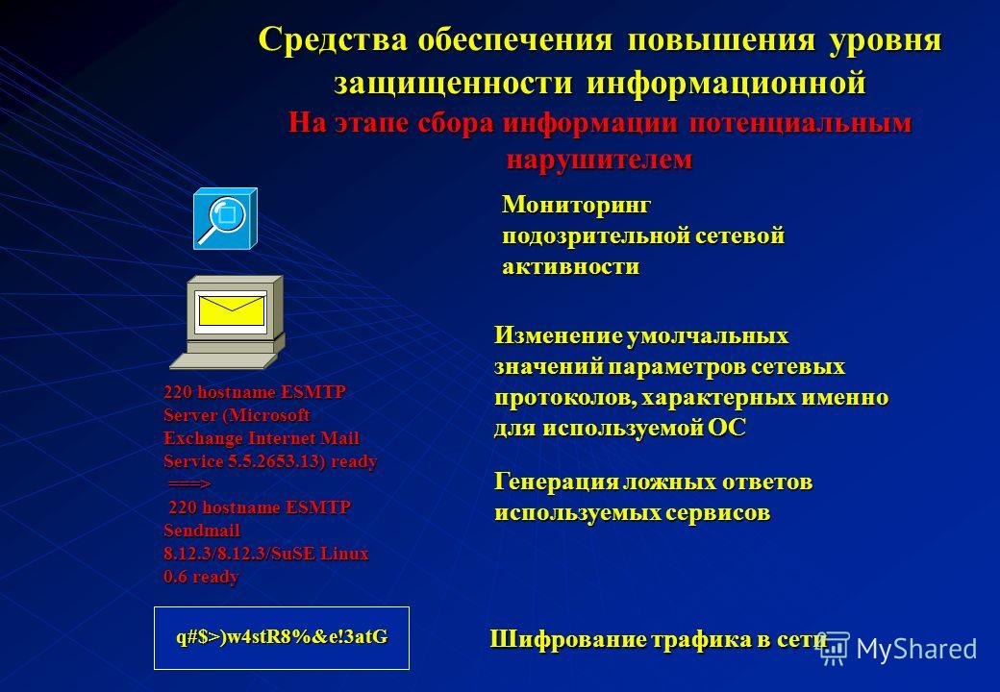 Средства обеспечения повышения уровня
защищенности информационной
На этапе сбора информации потенциальным
нарушителем
Мониторинг
подозрительной сетевой
активности
Изменение умолчальных
значений параметров сетевых
протоколов, характерных именно
для используемой ОС
220 hostname ESMTP
Server (Microsoft
Exchange Internet Mail
Service 5.5.2653.13) ready
===>
220 hostname ESMTP
Sendmail
8.12.3/8.12.3/SuSE Linux
0.6 ready
Генерация ложных ответов
используемых сервисов
q#$>)w4stR8%&e!3atG
Шифрование трафика в сети
MyShared